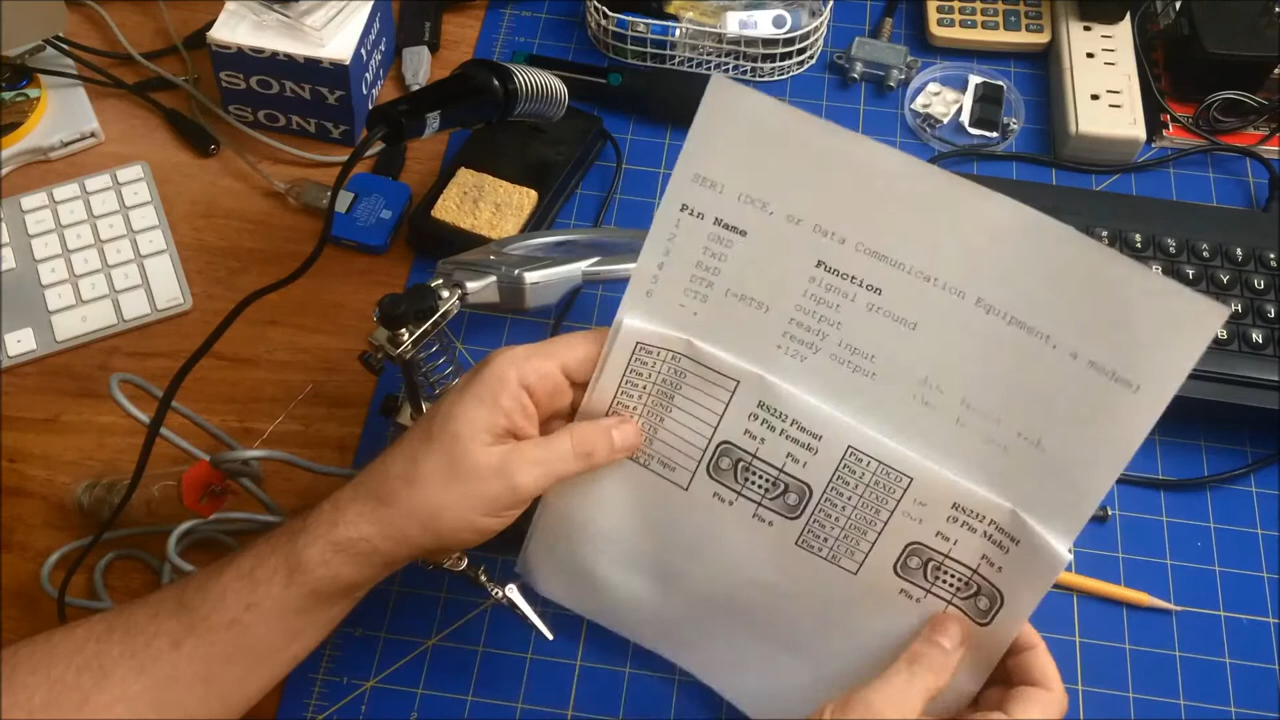 SONY
SONY
SONY
Your
Office
SER1 (DCE, or Data Communication Equipment, a modem)
Pin Name Function
1 GND signal ground
2 TxD input
3 RxD output
4 DTR (=RTS) ready input
5 CTS ready output
6 - +12v
Pin 1 RI
Pin 2 TXD
Pin 3 RXD
Pin 4 DSR
Pin 5 GND
Pin 6 DTR
CTS
RS232 Pinout
(9 Pin Female)
Pin 5
Pin 1
Pin 9
Pin 6
Pin 1 DCD
Pin 2 RXD
Pin 3 TXD
Pin 4 DTR
Pin 5 GND
Pin 6 DSR
Pin 7 RTS
Pin 8 CTS
Pin 9 RI
IN
OUT
RS232 Pinout
(9 Pin Male)
Pin 1
Pin 5
Pin 6